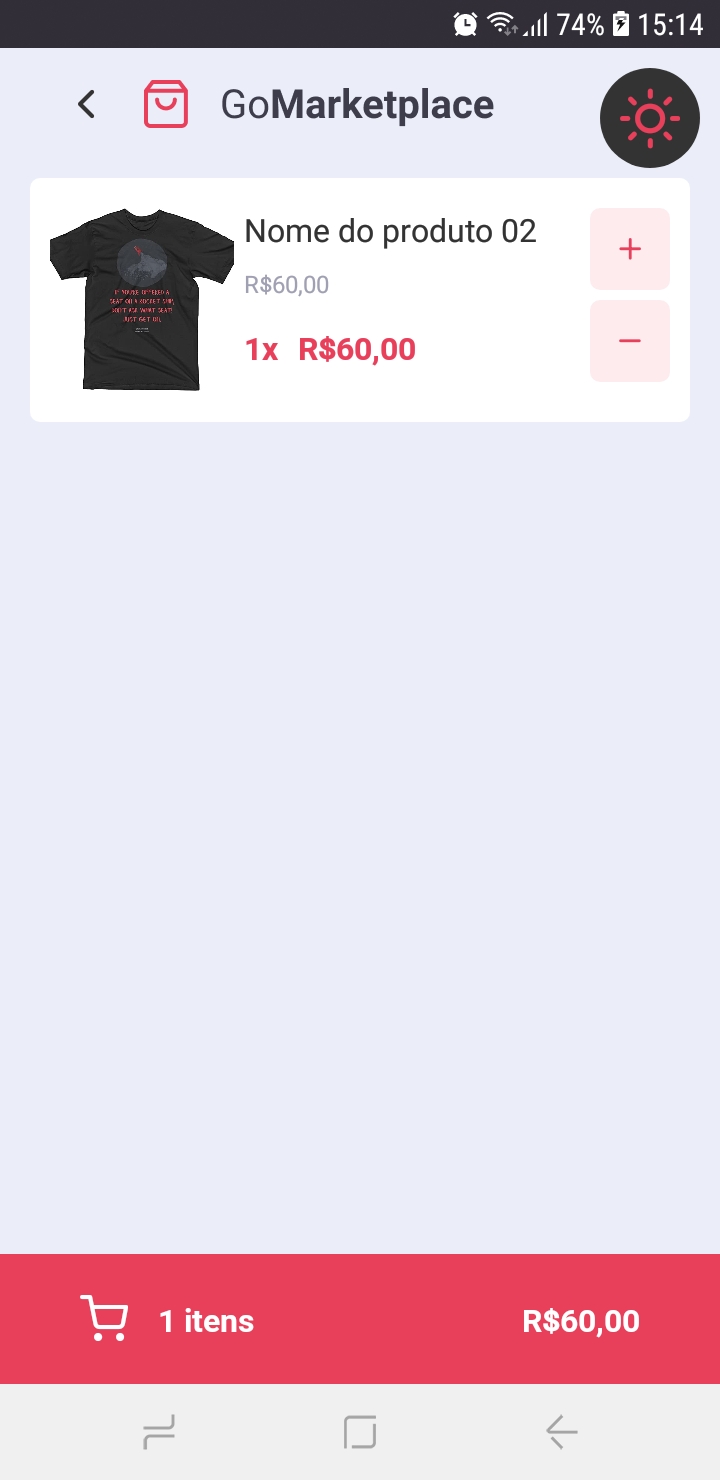 74% 15:14
GoMarketplace
Nome do produto 02
R$60,00
1x R$60,00
IF YOU'RE OFFERED A
SEAT ON A ROCKET SHIP,
DON'T ASK WHAT SEAT!
JUST GET ON.
1 itens R$60,00